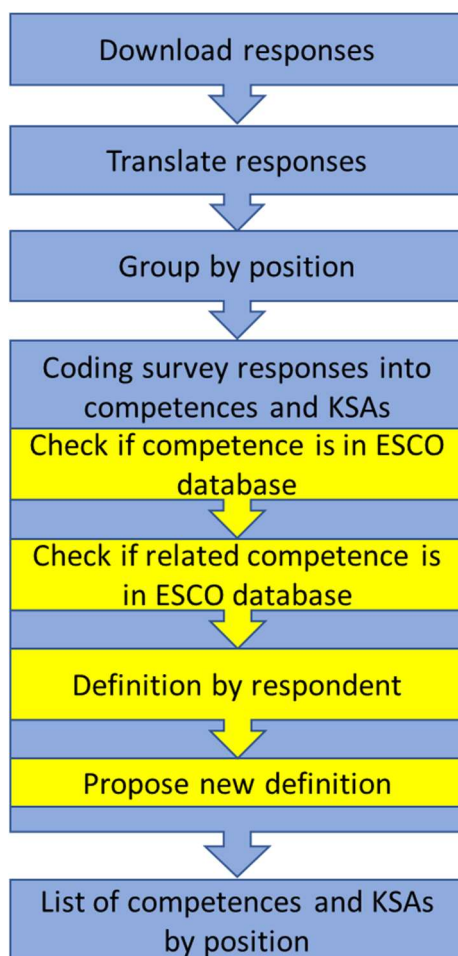 Download responses
Translate responses
Group by position
Coding survey responses into
competences and KSAs
Check if competence is in ESCO
database
Check if related competence is
in ESCO database
Definition by respondent
Propose new definition
List of competences and KSAs
by position